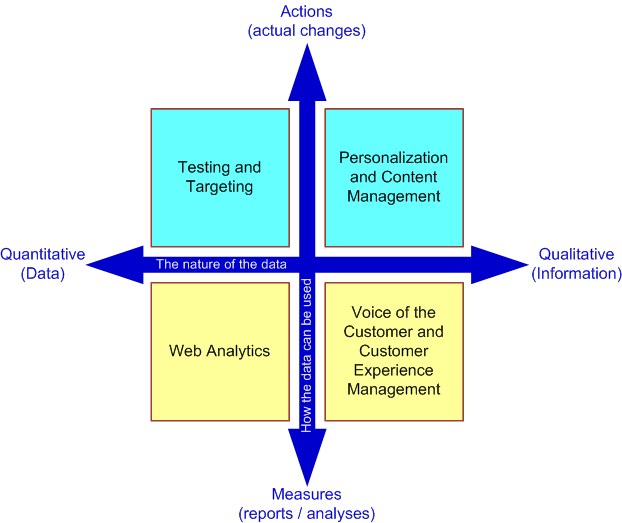 Actions
(actual changes)
Testing and
Targeting
Personalization
and Content
Management
Quantitative
(Data)
The nature of the data
Qualitative
(Information)
How the data can be used
Web Analytics
Voice of the
Customer and
Customer
Experience
Management
Measures
(reports / analyses)